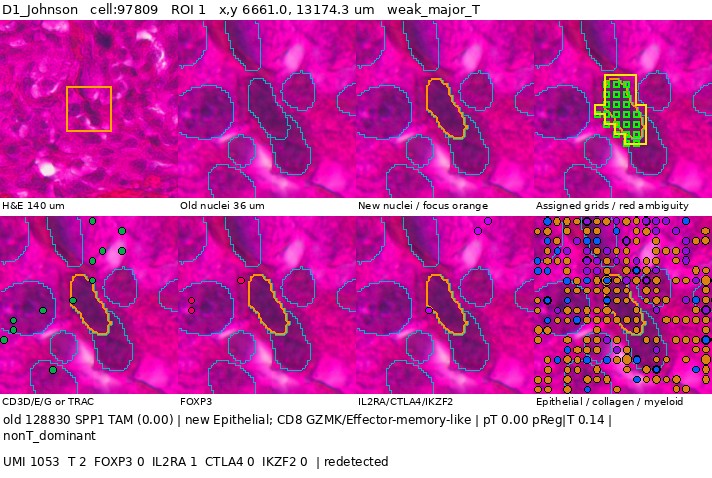 D1_Johnson   cell:97809   ROI 1   x,y 6661.0, 13174.3 um   weak_major_T
H&E 140 um
Old nuclei 36 um
New nuclei / focus orange
Assigned grids / red ambiguity
CD3D/E/G or TRAC
FOXP3
IL2RA/CTLA4/IKZF2
Epithelial / collagen / myeloid
old 128830 SPP1 TAM (0.00) | new Epithelial; CD8 GZMK/Effector-memory-like | pT 0.00 pReg|T 0.14 |
nonT_dominant
UMI 1053  T 2  FOXP3 0  IL2RA 1  CTLA4 0  IKZF2 0  | redetected